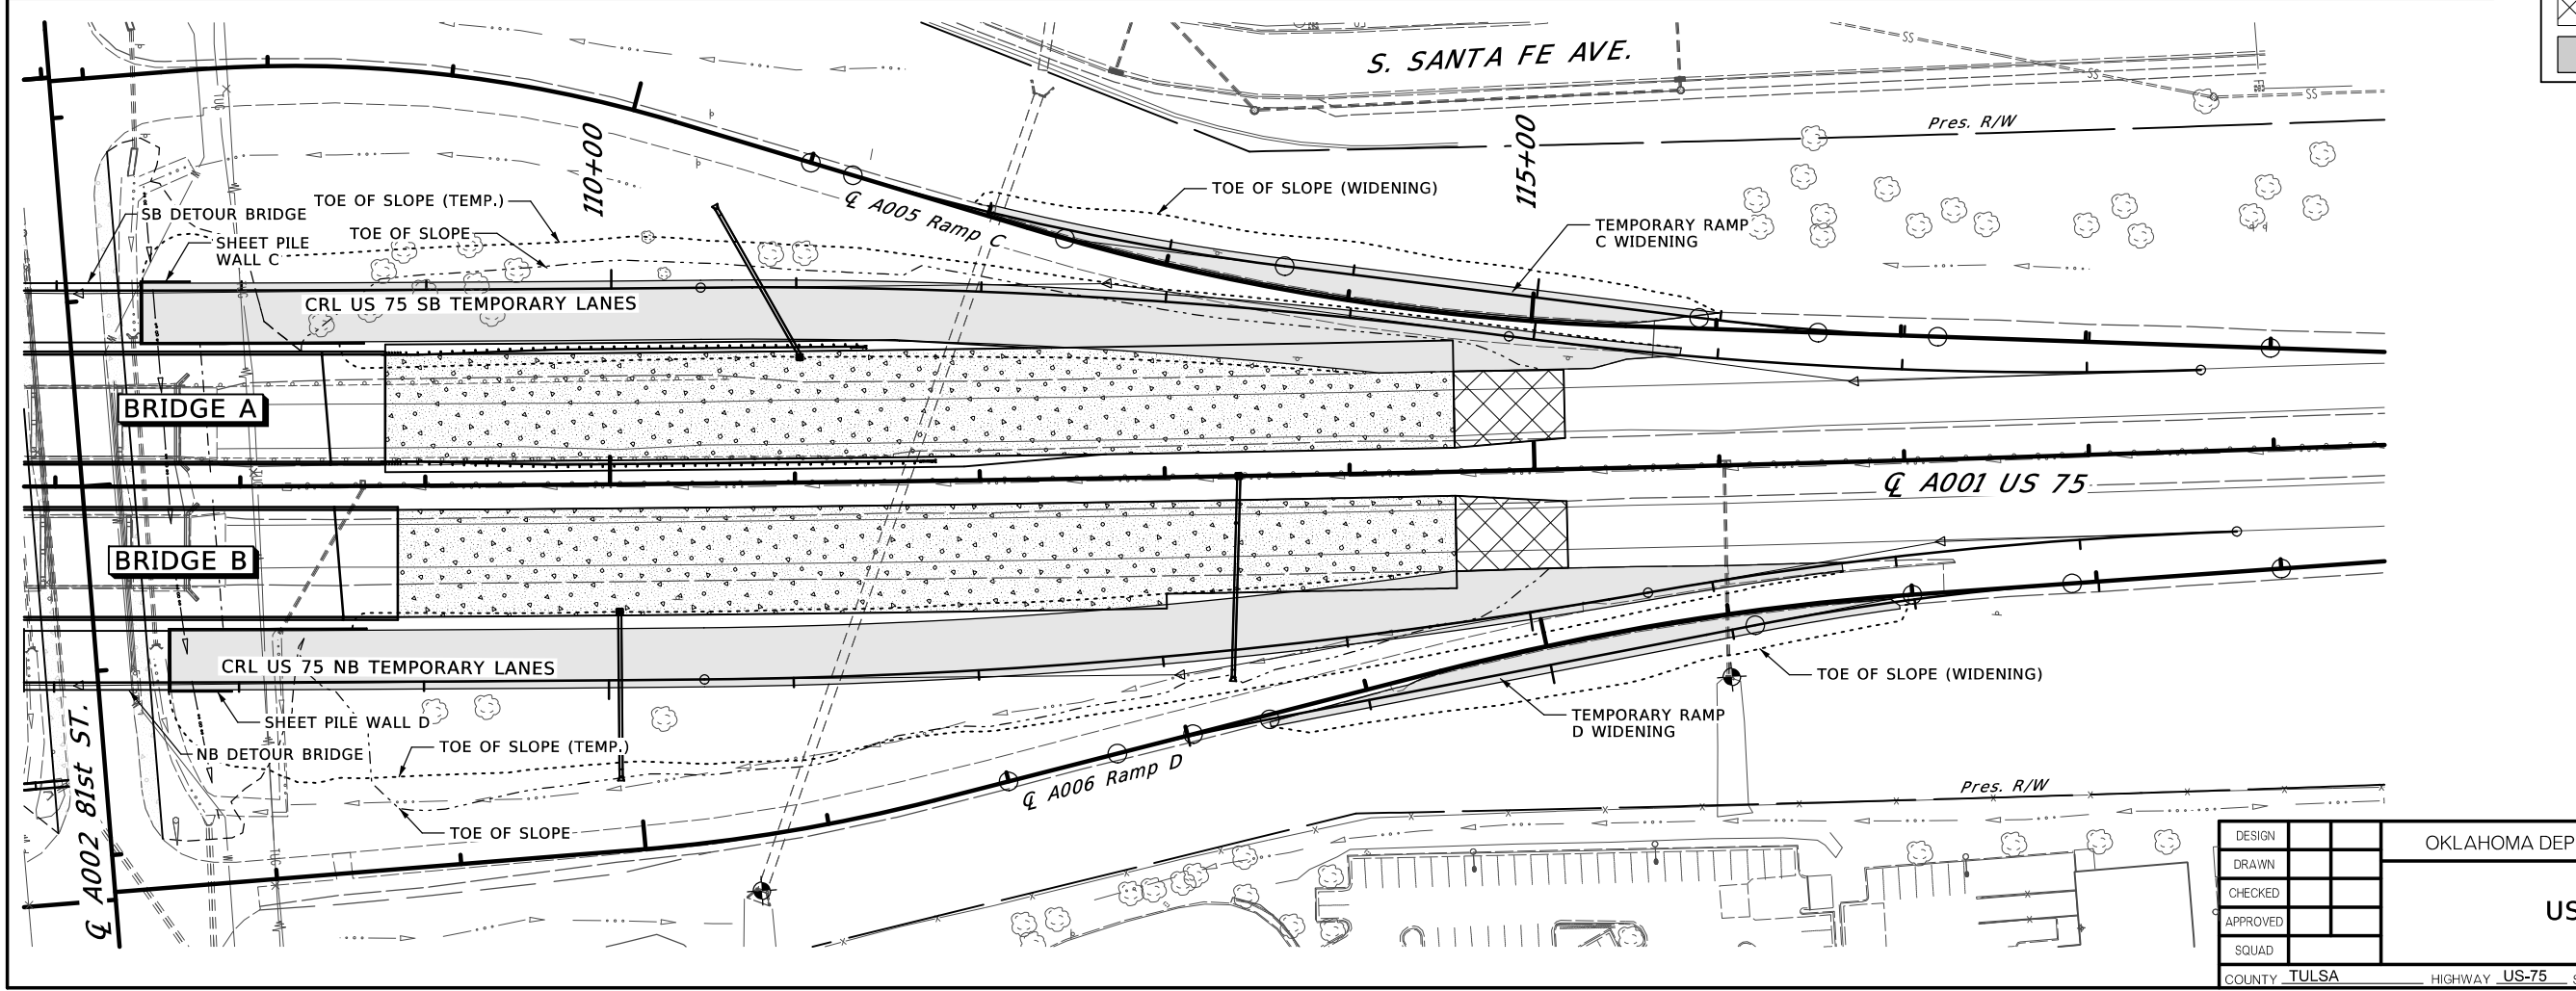 S. SANTA FE AVE.
SS
SS
SS
Pres. R/W
110+00
115+00
TOE OF SLOPE (WIDENING)
TOE OF SLOPE (TEMP.)
SB DETOUR BRIDGE
TOE OF SLOPE
SHEET PILE
WALL C
℄ A005 Ramp C
TEMPORARY RAMP
C WIDENING
CRL US 75 SB TEMPORARY LANES
BRIDGE A
℄ A001 US 75
BRIDGE B
CRL US 75 NB TEMPORARY LANES
TOE OF SLOPE (WIDENING)
SHEET PILE WALL D
TEMPORARY RAMP
D WIDENING
NB DETOUR BRIDGE
TOE OF SLOPE (TEMP.)
℄ A006 Ramp D
Pres. R/W
TOE OF SLOPE
℄ A002 81st ST.
DESIGN
OKLAHOMA DEP
DRAWN
CHECKED
APPROVED
US
SQUAD
COUNTY TULSA HIGHWAY US-75